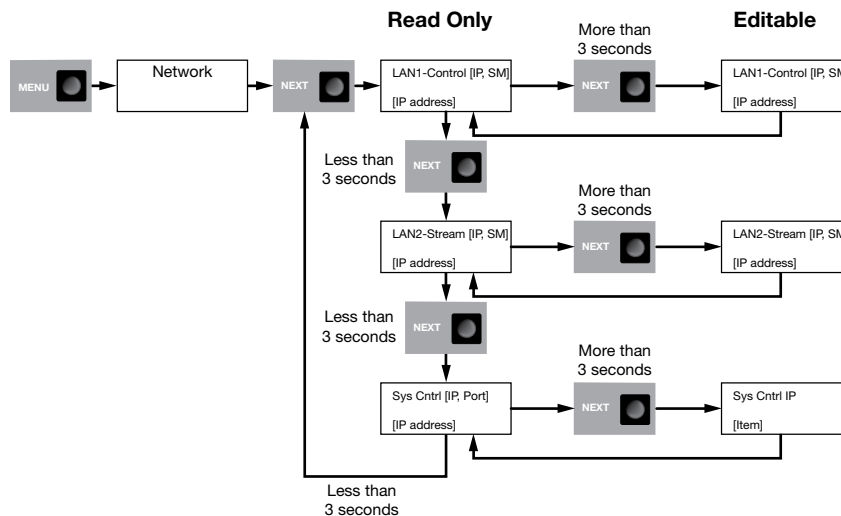 Read Only
Editable
More than
3 seconds
MENU
Network
NEXT
LAN1-Control [IP, SM]
[IP address]
NEXT
LAN1-Control [IP, SM
[IP address]
Less than
3 seconds
NEXT
More than
3 seconds
LAN2-Stream [IP, SM]
[IP address]
NEXT
LAN2-Stream [IP, SM
[IP address]
Less than
3 seconds
NEXT
More than
3 seconds
Sys Cntrl [IP, Port]
[IP address]
NEXT
Sys Cntrl IP
[Item]
Less than
3 seconds